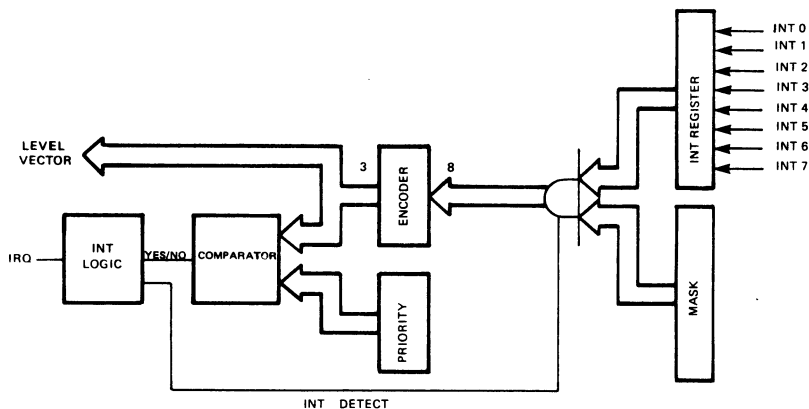 INT 0
INT 1
INT 2
INT 3
INT 4
INT 5
INT 6
INT 7
INT REGISTER
LEVEL
VECTOR
3
ENCODER
8
IRQ
INT
LOGIC
YES/NO
COMPARATOR
PRIORITY
MASK
INT DETECT